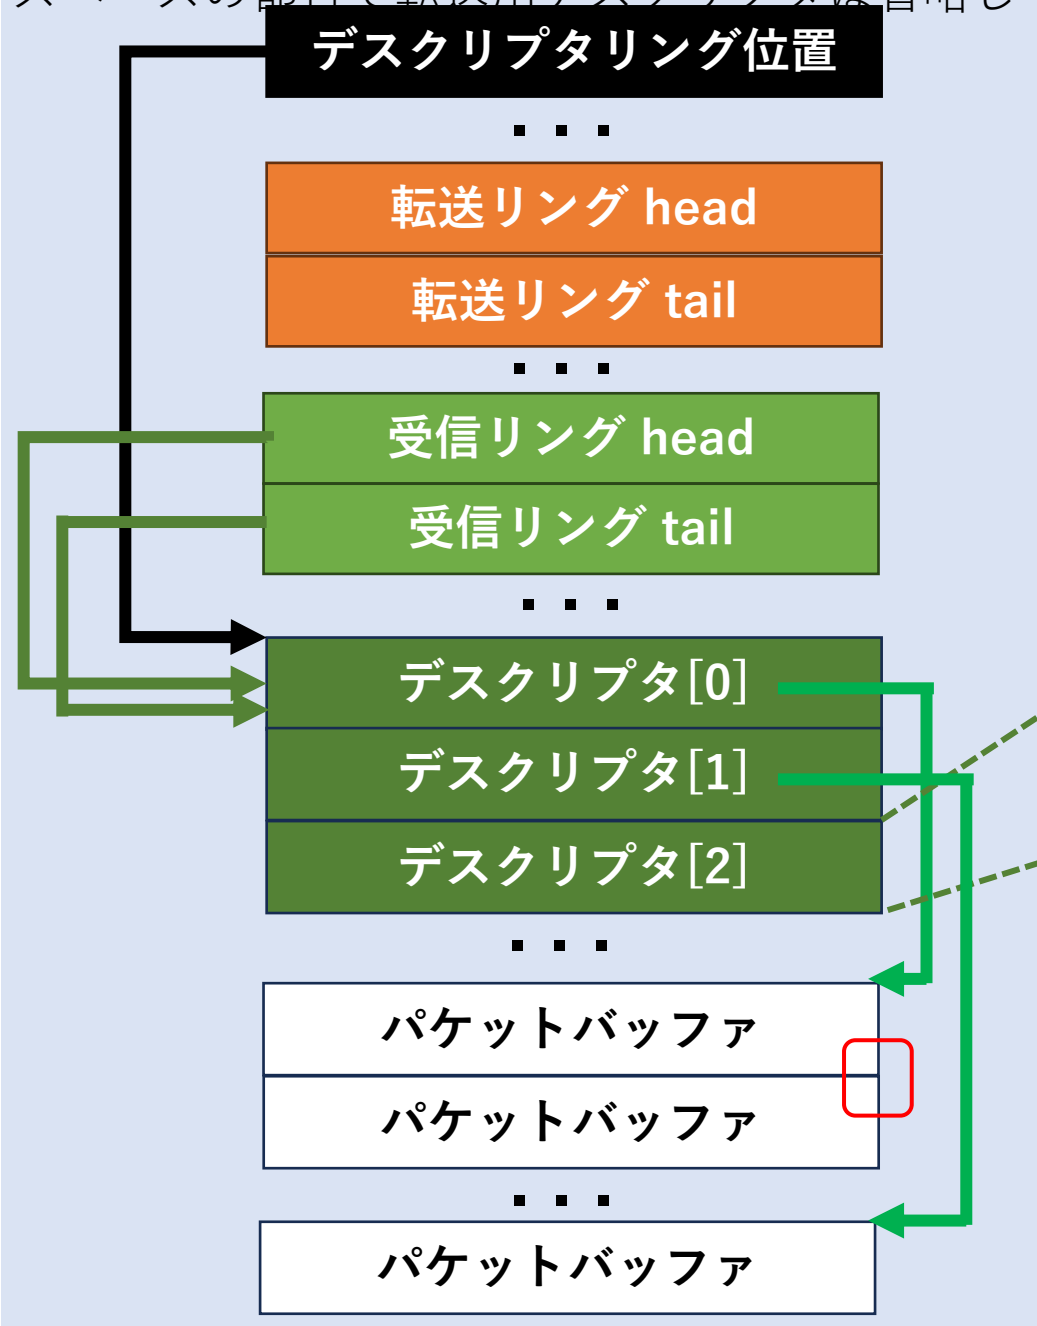 デスクリプタリング位置
・・・
転送リング head
転送リング tail
・・・
受信リング head
受信リング tail
・・・
デスクリプタ[0]
デスクリプタ[1]
デスクリプタ[2]
・・・
パケットバッファ
パケットバッファ
・・・
パケットバッファ